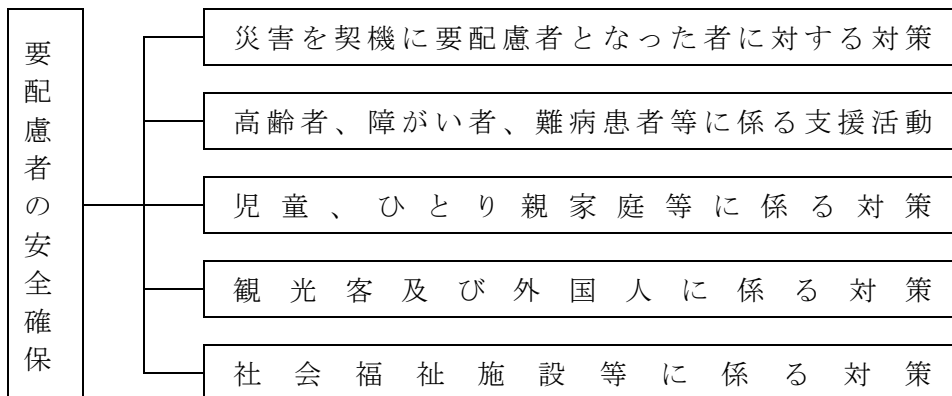 要配慮者の安全確保
災害を契機に要配慮者となった者に対する対策
高齢者、障がい者、難病患者等に係る支援活動
児童、ひとり親家庭等に係る対策
観光客及び外国人に係る対策
社会福祉施設等に係る対策